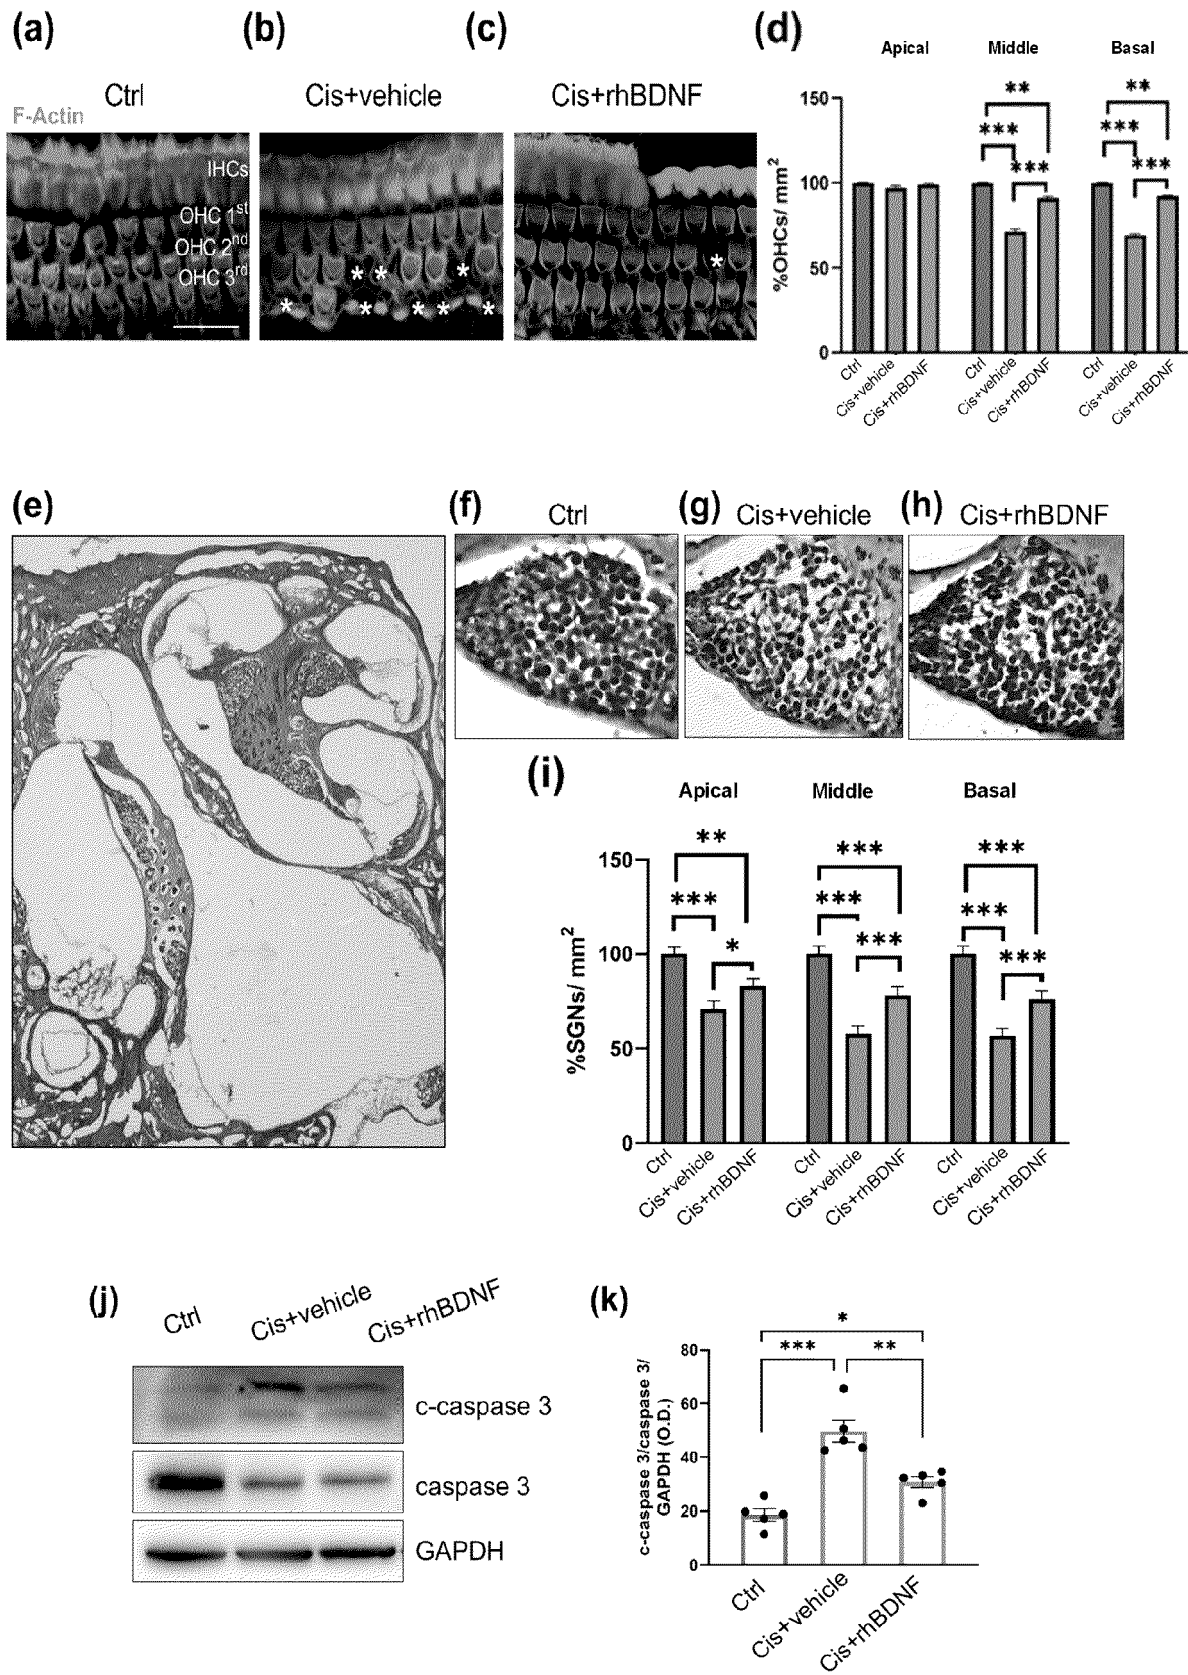 (a)
(b)
(c)
(d)
Apical
Middle
Basal
Ctrl
Cis+vehicle
Cis+rhBDNF
F-Actin
IHCs
OHC 1st
OHC 2nd
OHC 3rd
*
*
*
*
*
*
*
*
*
%OHCs/ mm2
150
100
50
0
**
***
***
**
***
***
Ctrl
Cis+vehicle
Cis+rhBDNF
Ctrl
Cis+vehicle
Cis+rhBDNF
Ctrl
Cis+vehicle
Cis+rhBDNF
(e)
(f)
Ctrl
(g)
Cis+vehicle
(h)
Cis+rhBDNF
(i)
Apical
Middle
Basal
%SGNs/ mm2
150
100
50
0
**
***
*
***
***
***
***
***
***
Ctrl
Cis+vehicle
Cis+rhBDNF
Ctrl
Cis+vehicle
Cis+rhBDNF
Ctrl
Cis+vehicle
Cis+rhBDNF
(j)
Ctrl
Cis+vehicle
Cis+rhBDNF
c-caspase 3
caspase 3
GAPDH
(k)
c-caspase 3/caspase 3/
GAPDH (O.D.)
80
60
40
20
0
*
***
**
Ctrl
Cis+vehicle
Cis+rhBDNF